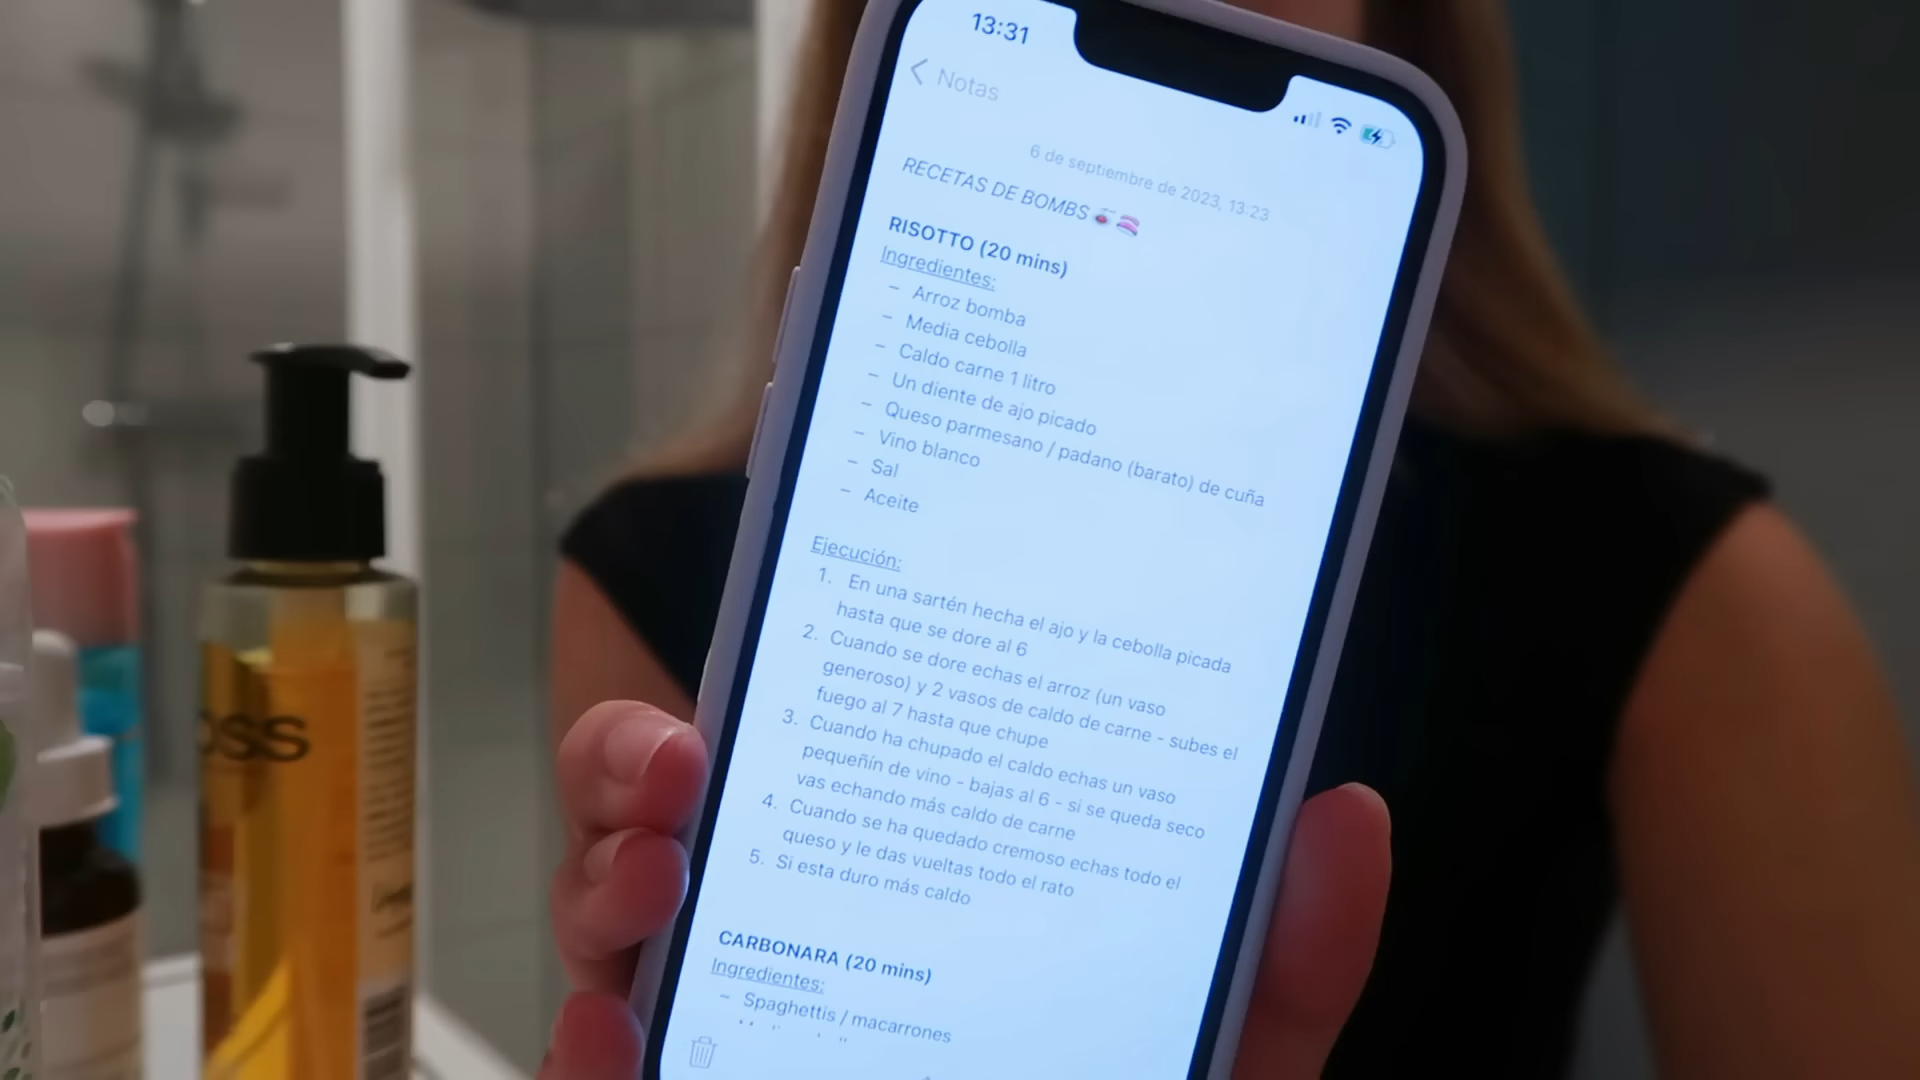 13:31
Notas
6 de septiembre de 2023, 13:23
RECETAS DE BOMBS
RISOTTO (20 mins)
Ingredientes:
– Arroz bomba
– Media cebolla
– Caldo carne 1 litro
– Un diente de ajo picado
– Queso parmesano / padano (barato) de cuña
– Vino blanco
– Sal
– Aceite
Ejecución:
1. En una sartén hecha el ajo y la cebolla picada
hasta que se dore al 6
2. Cuando se dore echas el arroz (un vaso
generoso) y 2 vasos de caldo de carne - subes el
fuego al 7 hasta que chupe
3. Cuando ha chupado el caldo echas un vaso
pequeñín de vino - bajas al 6 - si se queda seco
vas echando más caldo de carne
4. Cuando se ha quedado cremoso echas todo el
queso y le das vueltas todo el rato
5. Si esta duro más caldo
CARBONARA (20 mins)
Ingredientes:
– Spaghettis / macarrones
oss